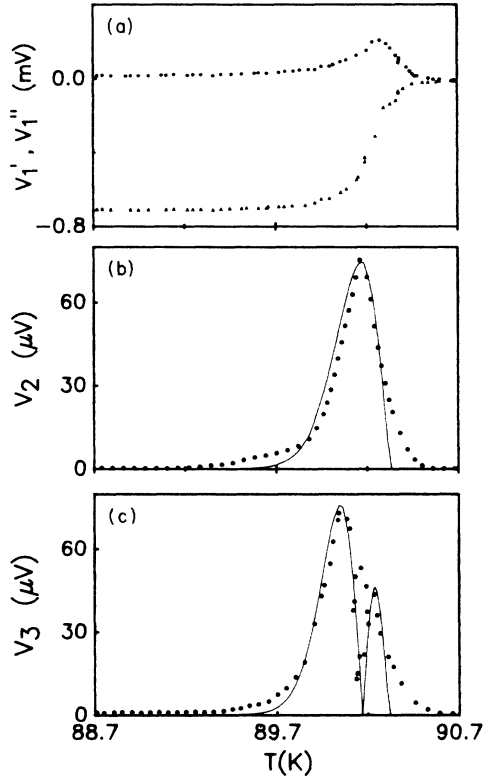 (a)
0.0
−0.8
V₁', V₁'' (mV)
(b)
60
30
0
V₂ (μV)
(c)
60
30
0
V₃ (μV)
88.7 89.7 90.7
T(K)